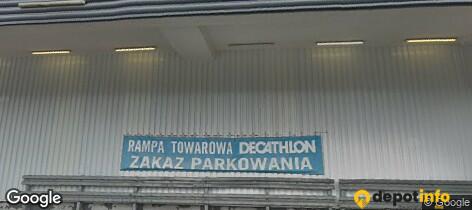 RAMPA TOWAROWA DECATHLON
ZAKAZ PARKOWANIA
Google
depotinfo
© Google